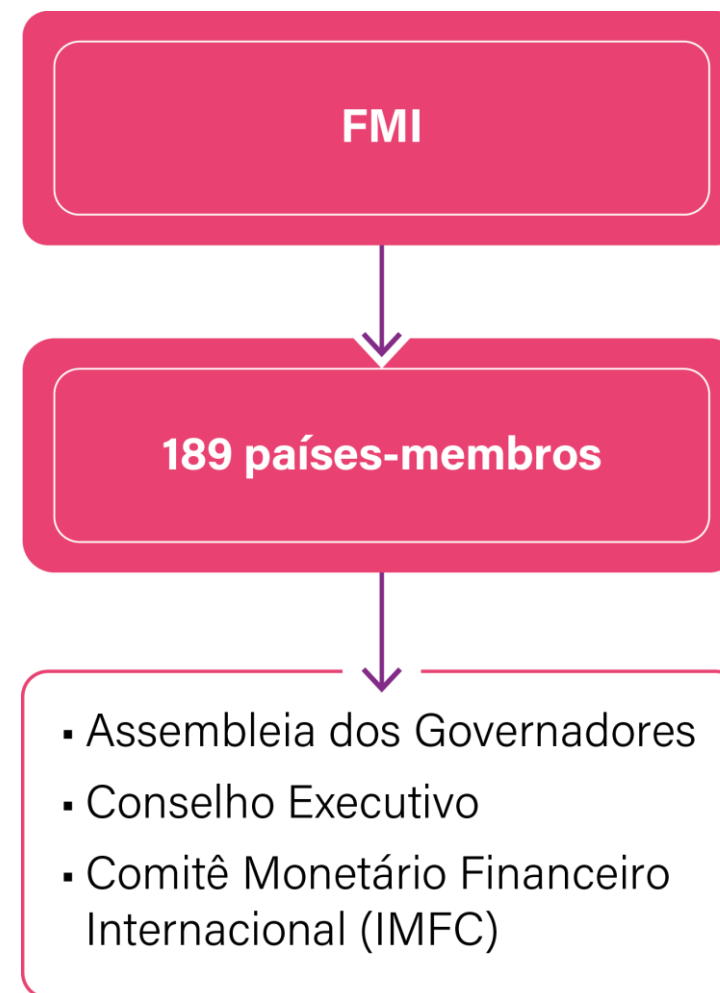 FMI
189 países-membros
▪ Assembleia dos Governadores
▪ Conselho Executivo
▪ Comitê Monetário Financeiro
Internacional (IMFC)